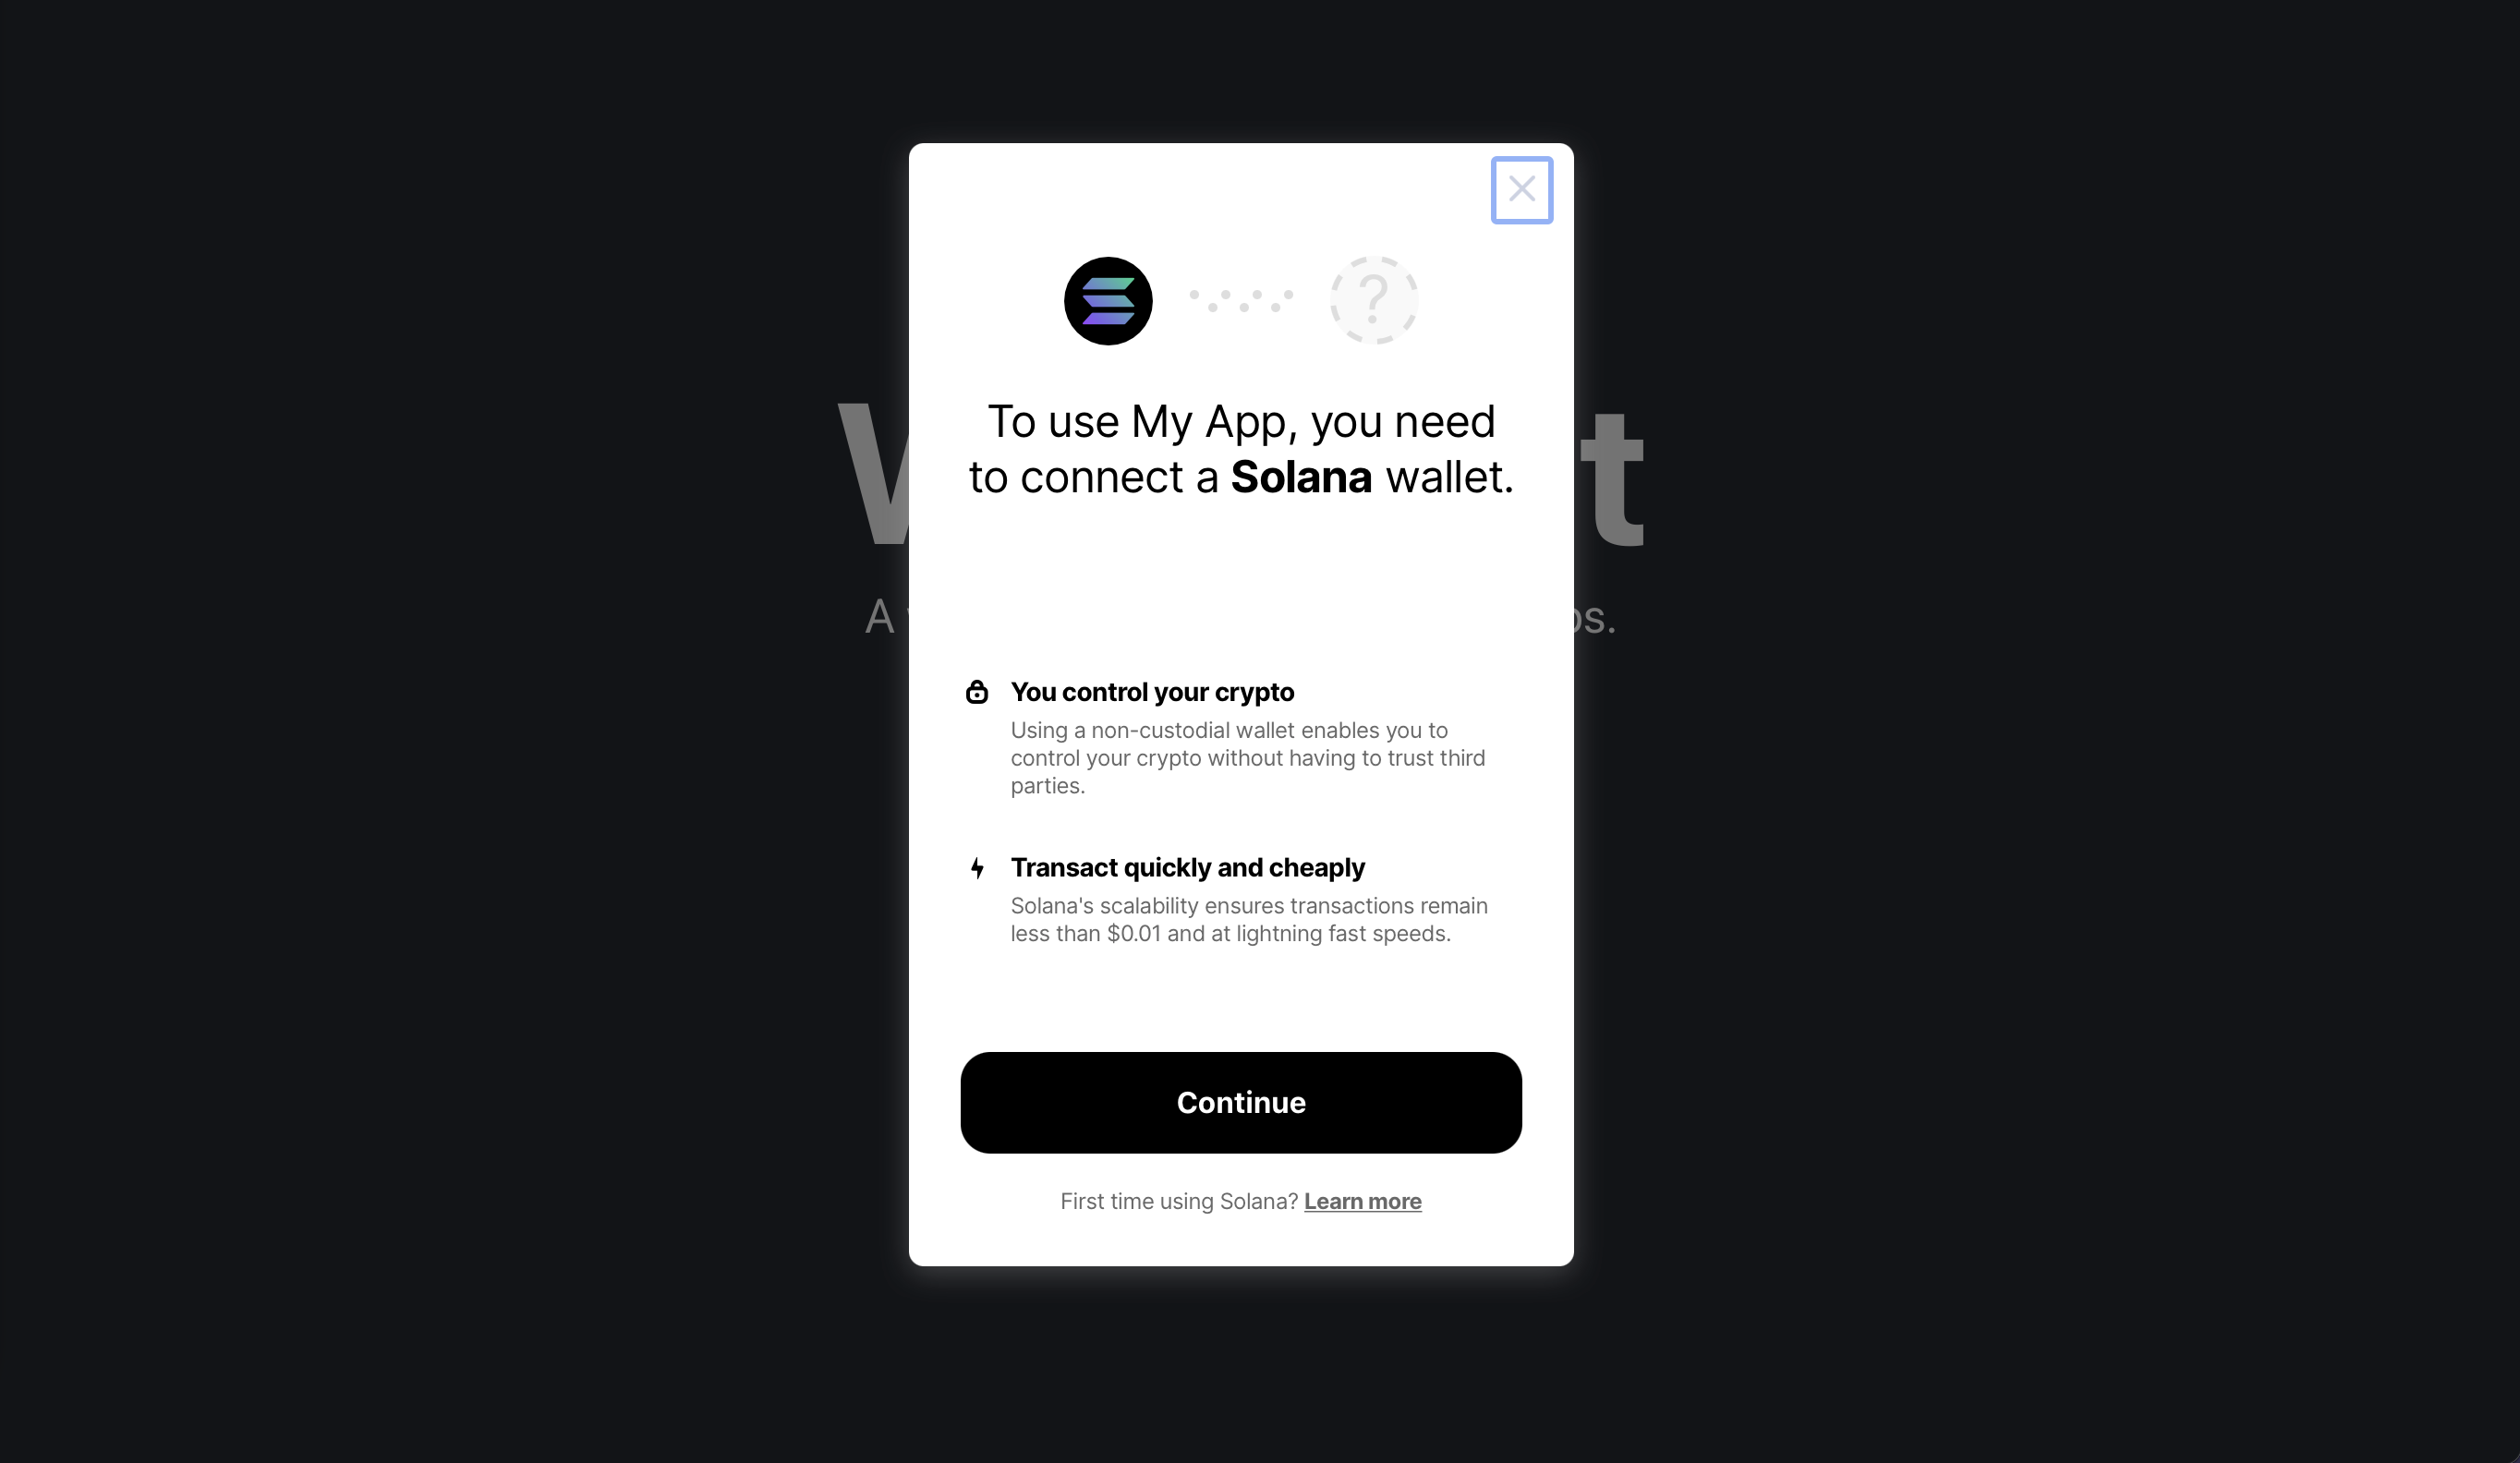 To use My App, you need
to connect a Solana wallet.
A
You control your crypto
Using a non-custodial wallet enables you to
control your crypto without having to trust third
parties.
Transact quickly and cheaply
Solana's scalability ensures transactions remain
less than $0.01 and at lightning fast speeds.
Continue
First time using Solana? Learn more